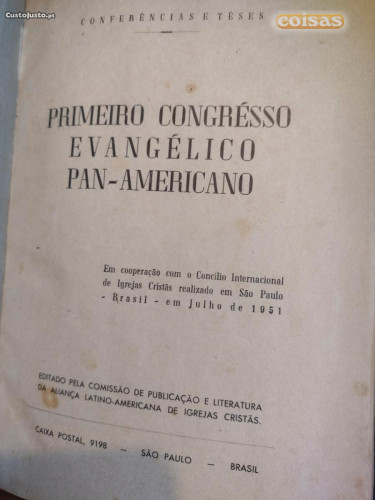 CustoJusto.pt
coisas
CONFERÊNCIAS E TÉSES
PRIMEIRO CONGRÉSSO
EVANGÉLICO
PAN-AMERICANO
Em cooperação com o Concilio Internacional
de Igrejas Cristãs realizado em São Paulo
- Brasil - em julho de 1951
EDITADO PELA COMISSÃO DE PUBLICAÇÃO E LITERATURA
DA ALIANÇA LATINO-AMERICANA DE IGREJAS CRISTÃS.
CAIXA POSTAL, 9198 — SÃO PAULO — BRASIL